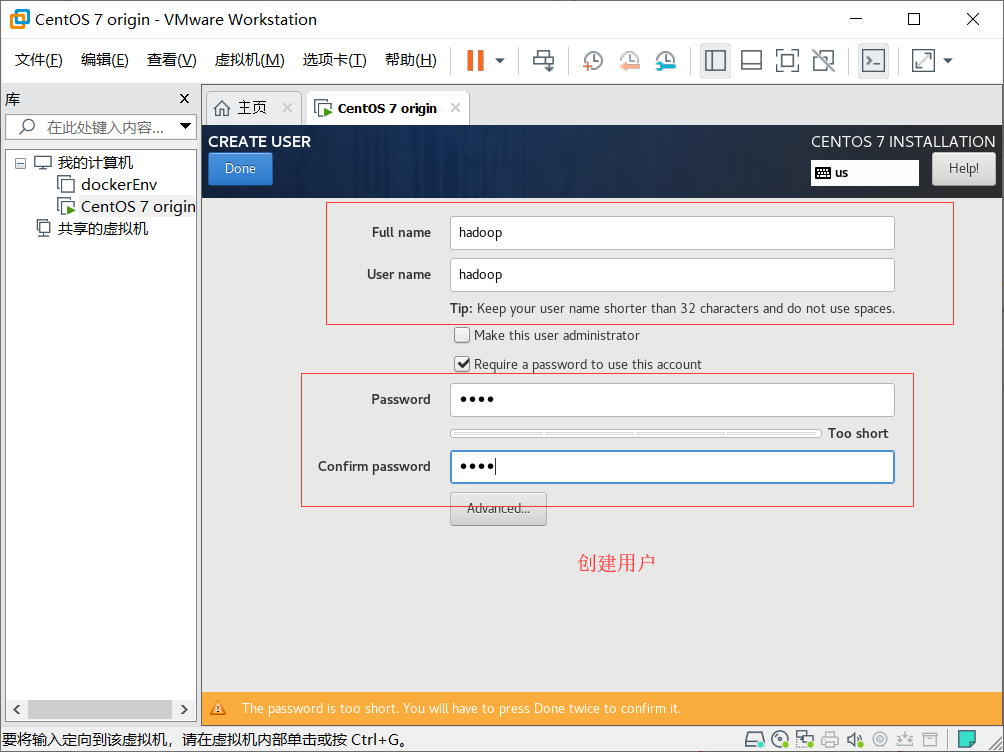 CentOS 7 origin - VMware Workstation
文件(F) 编辑(E) 查看(V) 虚拟机(M) 选项卡(T) 帮助(H)
库
在此处键入内容...
我的计算机
dockerEnv
CentOS 7 origin
共享的虚拟机
主页 CentOS 7 origin
CREATE USER
Done
CENTOS 7 INSTALLATION
us
Help!
Full name hadoop
User name hadoop
Tip: Keep your user name shorter than 32 characters and do not use spaces.
Make this user administrator
Require a password to use this account
Password ●●●●
Too short
Confirm password ●●●●
Advanced...
创建用户
The password is too short. You will have to press Done twice to confirm it.
要将输入定向到该虚拟机，请在虚拟机内部单击或按 Ctrl+G。